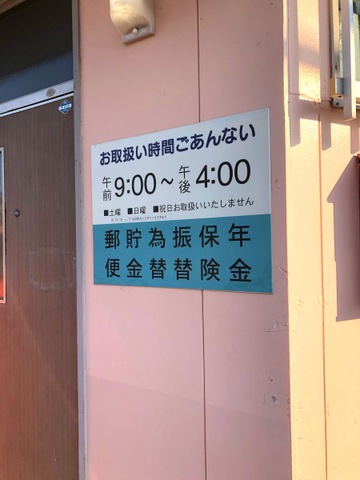 お取扱い時間ごあんない
午前9:00～午後4:00
■土曜 ■日曜 ■祝日お取扱いいたしません
郵便 貯金 為替 振替 保険 年金